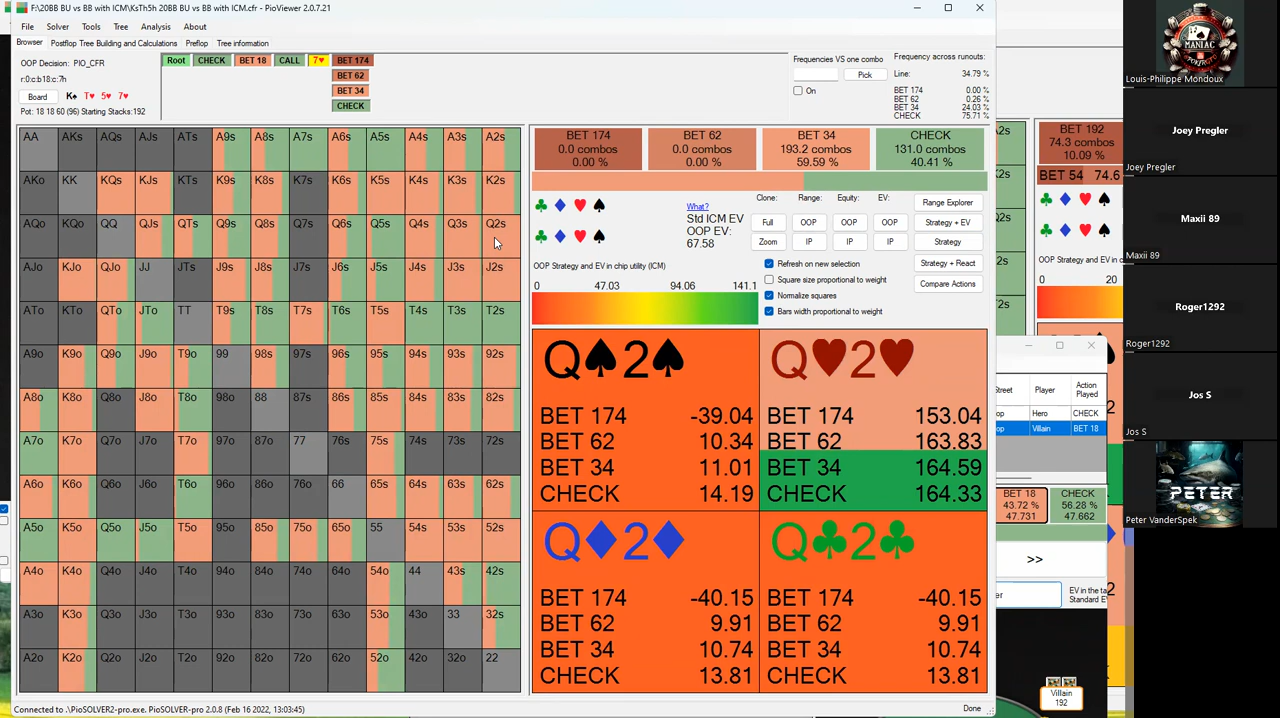 F:\20BB BU vs BB with ICM\KsTh5h 20BB BU vs BB with ICM.cfr - PioViewer 2.0.7.21
File Solver Tools Tree Analysis About
Browser Postflop Tree Building and Calculations Preflop Tree information
OOP Decision: PIO_CFR
r:0:c:b18:c:7h
Board K♠ T♥ 5♥ 7♥
Pot: 18 18 60 (96) Starting Stacks:192
Root CHECK BET 18 CALL 7♥ BET 174
BET 62
BET 34
CHECK
Frequencies VS one combo
Pick
On
Frequency across runouts:
Line: 34.79 %
BET 174 0.00 %
BET 62 0.26 %
BET 34 24.03 %
CHECK 75.71 %
AA AKs AQs AJs ATs A9s A8s A7s A6s A5s A4s A3s A2s
AKo KK KQs KJs KTs K9s K8s K7s K6s K5s K4s K3s K2s
AQo KQo QQ QJs QTs Q9s Q8s Q7s Q6s Q5s Q4s Q3s Q2s
AJo KJo QJo JJ JTs J9s J8s J7s J6s J5s J4s J3s J2s
ATo KTo QTo JTo TT T9s T8s T7s T6s T5s T4s T3s T2s
A9o K9o Q9o J9o T9o 99 98s 97s 96s 95s 94s 93s 92s
A8o K8o Q8o J8o T8o 98o 88 87s 86s 85s 84s 83s 82s
A7o K7o Q7o J7o T7o 97o 87o 77 76s 75s 74s 73s 72s
A6o K6o Q6o J6o T6o 96o 86o 76o 66 65s 64s 63s 62s
A5o K5o Q5o J5o T5o 95o 85o 75o 65o 55 54s 53s 52s
A4o K4o Q4o J4o T4o 94o 84o 74o 64o 54o 44 43s 42s
A3o K3o Q3o J3o T3o 93o 83o 73o 63o 53o 43o 33 32s
A2o K2o Q2o J2o T2o 92o 82o 72o 62o 52o 42o 32o 22
BET 174
0.0 combos
0.00 %
BET 62
0.0 combos
0.00 %
BET 34
193.2 combos
59.59 %
CHECK
131.0 combos
40.41 %
What?
Std ICM EV
OOP EV:
67.58
Clone: Range: Equity: EV:
Full OOP OOP OOP
Zoom IP IP IP
Range Explorer
Strategy + EV
Strategy
Strategy + React
Compare Actions
OOP Strategy and EV in chip utility (ICM)
0 47.03 94.06 141.1
Refresh on new selection
Square size proportional to weight
Normalize squares
Bars width proportional to weight
Q♠2♠
BET 174 -39.04
BET 62 10.34
BET 34 11.01
CHECK 14.19
Q♥2♥
BET 174 153.04
BET 62 163.83
BET 34 164.59
CHECK 164.33
Q♦2♦
BET 174 -40.15
BET 62 9.91
BET 34 10.74
CHECK 13.81
Q♣2♣
BET 174 -40.15
BET 62 9.91
BET 34 10.74
CHECK 13.81
Connected to .\PioSOLVER2-pro.exe. PioSOLVER-pro 2.0.8 (Feb 16 2022, 13:03:45)
Done
BET 192
74.3 combos
10.09 %
BET 54 74.6
OOP Strategy and EV
0 20
Street Player Action Played
Hero CHECK
Villain BET 18
BET 18
43.72 %
47.731
CHECK
56.28 %
47.662
>>
EV in the ta
Standard E
Villain
192
MANIAC
Louis-Philippe Mondoux
Joey Pregler
Joey Pregler
Maxii 89
Maxii 89
Roger1292
Roger1292
Jos S
Jos S
PETER
Peter VanderSpek